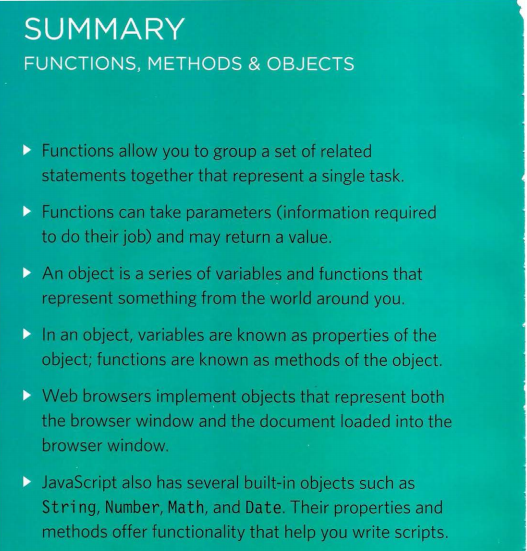 SUMMARY
FUNCTIONS, METHODS & OBJECTS
Functions allow you to group a set of related
statements together that represent a single task.
Functions can take parameters (information required
to do their job) and may return a value.
An object is a series of variables and functions that
represent something from the world around you.
In an object, variables are known as properties of the
object; functions are known as methods of the object.
Web browsers implement objects that represent both
the browser window and the document loaded into the
browser window.
JavaScript also has several built-in objects such as
String, Number, Math, and Date. Their properties and
methods offer functionality that help you write scripts.